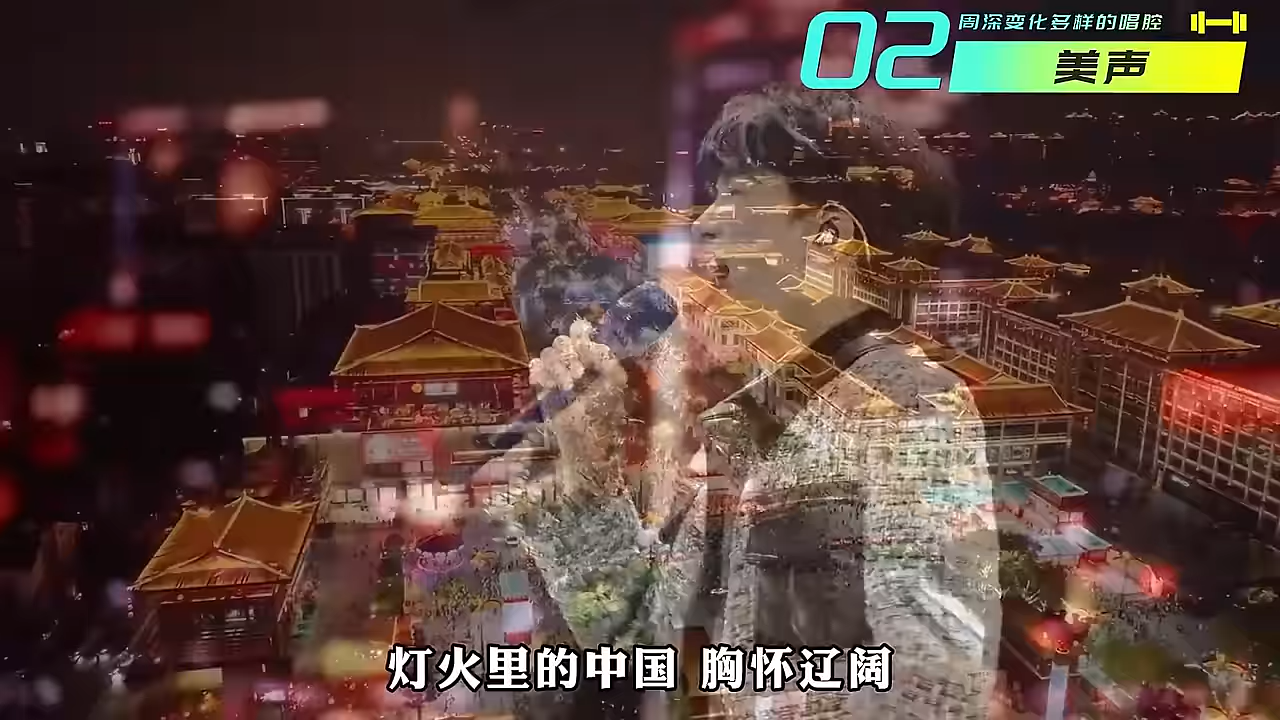 02
周深变化多样的唱腔
美声
灯火里的中国 胸怀辽阔